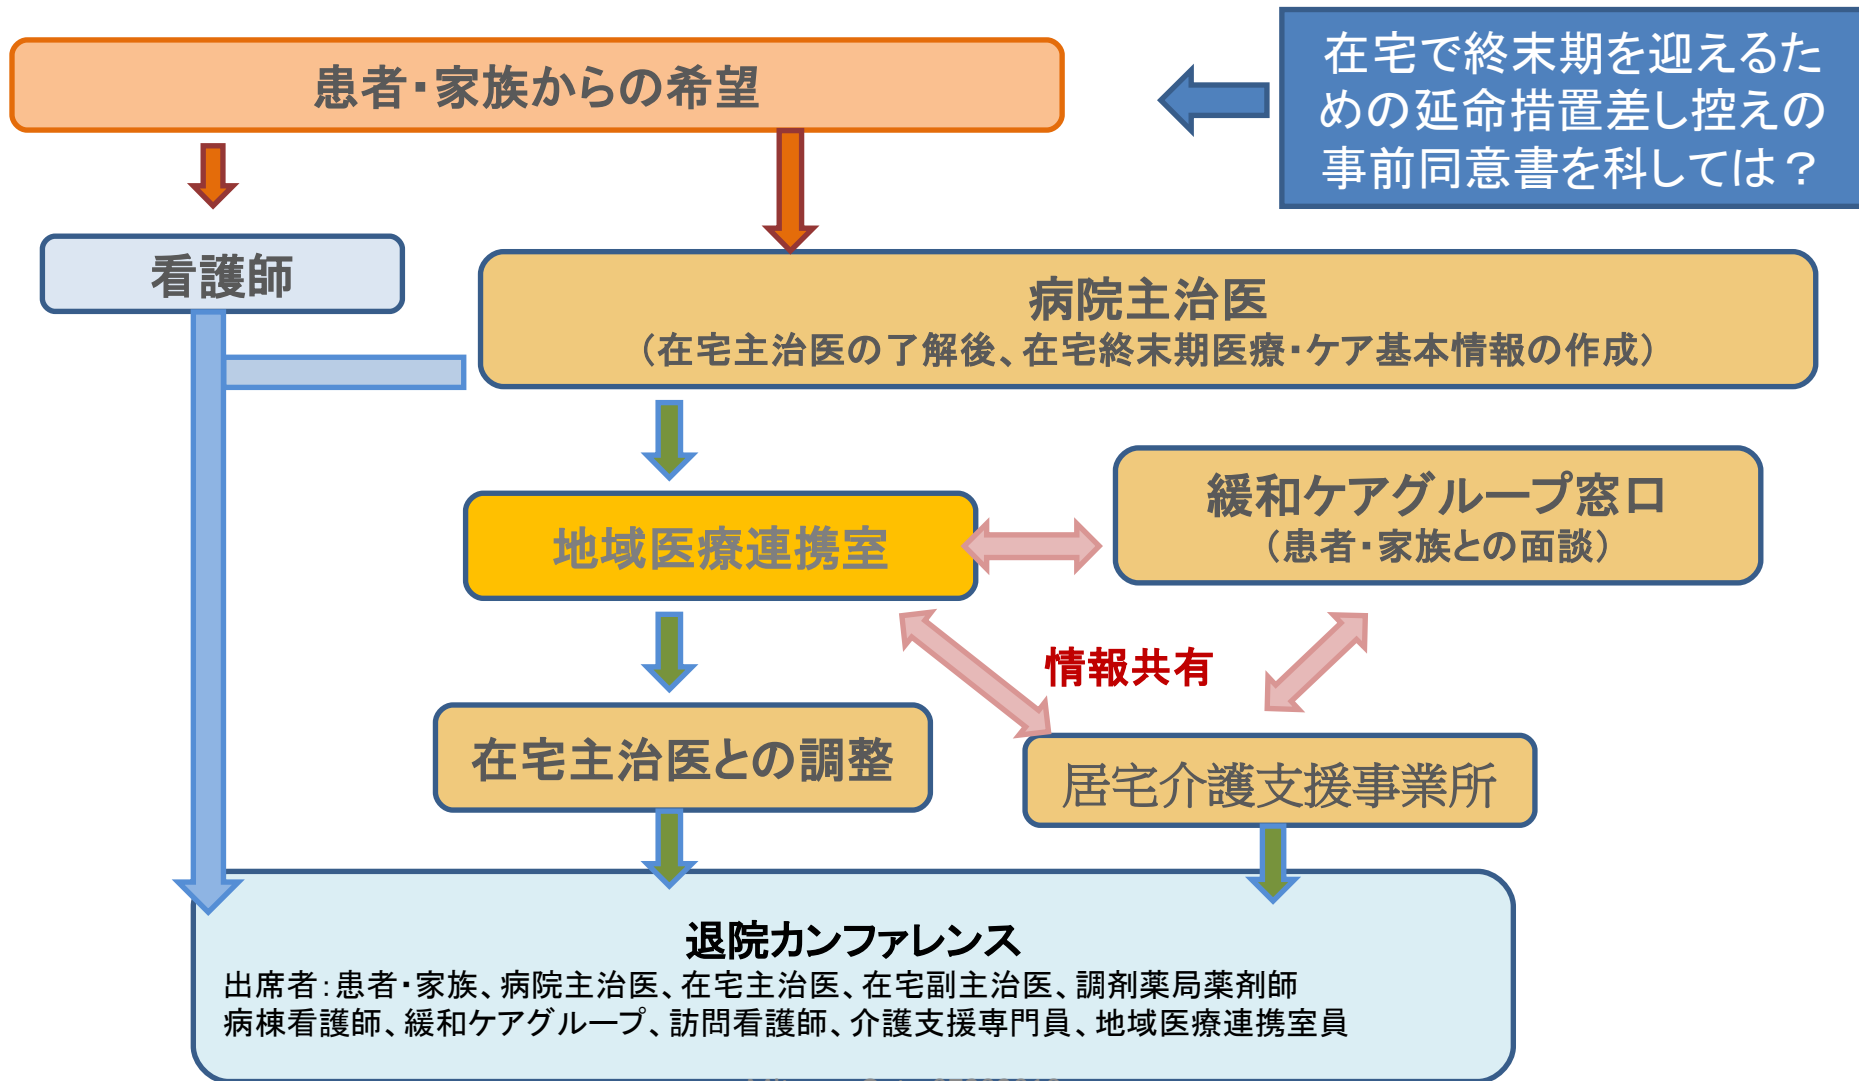 患者・家族からの希望
在宅で終末期を迎えるた
めの延命措置差し控えの
事前同意書を科しては？
看護師
病院主治医
（在宅主治医の了解後、在宅終末期医療・ケア基本情報の作成）
地域医療連携室
緩和ケアグループ窓口
（患者・家族との面談）
情報共有
在宅主治医との調整
居宅介護支援事業所
退院カンファレンス
出席者：患者・家族、病院主治医、在宅主治医、在宅副主治医、調剤薬局薬剤師
病棟看護師、緩和ケアグループ、訪問看護師、介護支援専門員、地域医療連携室員